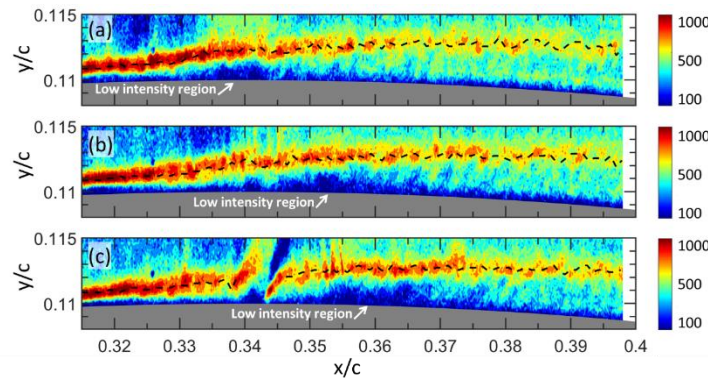 0.115
(a)
y/c
0.11
Low intensity region
1000
500
100
0.115
(b)
y/c
0.11
Low intensity region
1000
500
100
0.115
(c)
y/c
0.11
Low intensity region
1000
500
100
0.32 0.33 0.34 0.35 0.36 0.37 0.38 0.39 0.4
x/c